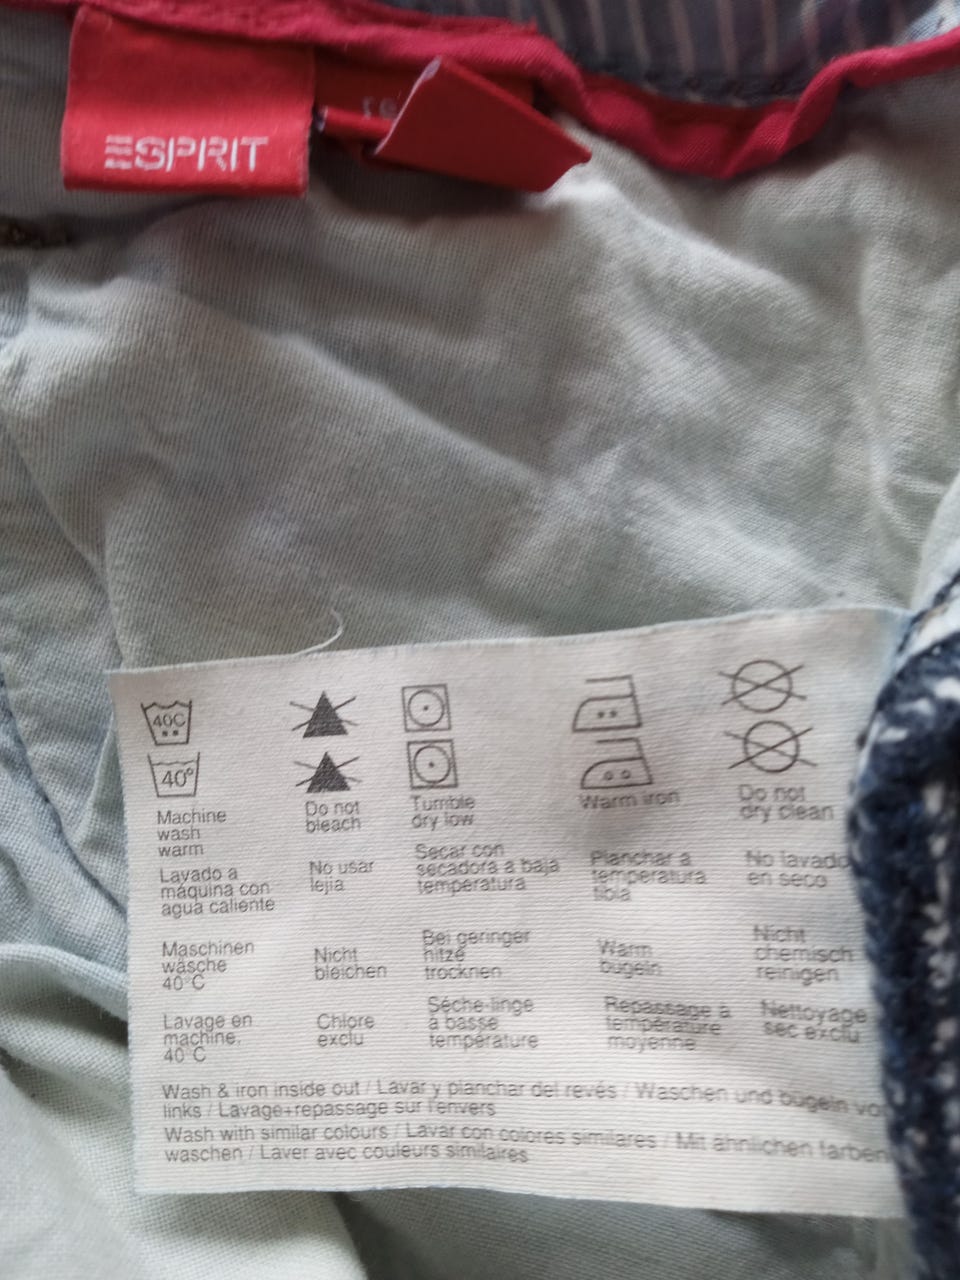 ESPRIT
40C
40°
Machine
wash
warm
Do not
bleach
Tumble
dry low
Warm iron
Do not
dry clean
Lavado a
máquina con
agua caliente
No usar
lejia
Secar con
secadora a baja
temperatura
Planchar a
temperatura
tibia
No lavado
en seco
Maschinen
wäsche
40°C
Nicht
bleichen
Bei geringer
hitze
trocknen
Warm
bügeln
Nicht
chemisch
reinigen
Lavage en
machine.
40°C
Chlore
exclu
Séche-linge
à basse
température
Repassage à
température
moyenne
Nettoyage
sec exclu
Wash & iron inside out / Lavar y planchar del revés / Waschen und bügeln vo
links / Lavage+repassage sur l'envers
Wash with similar colours / Lavar con colores similares / Mit ähnlichen farben
waschen / Laver avec couleurs similaires